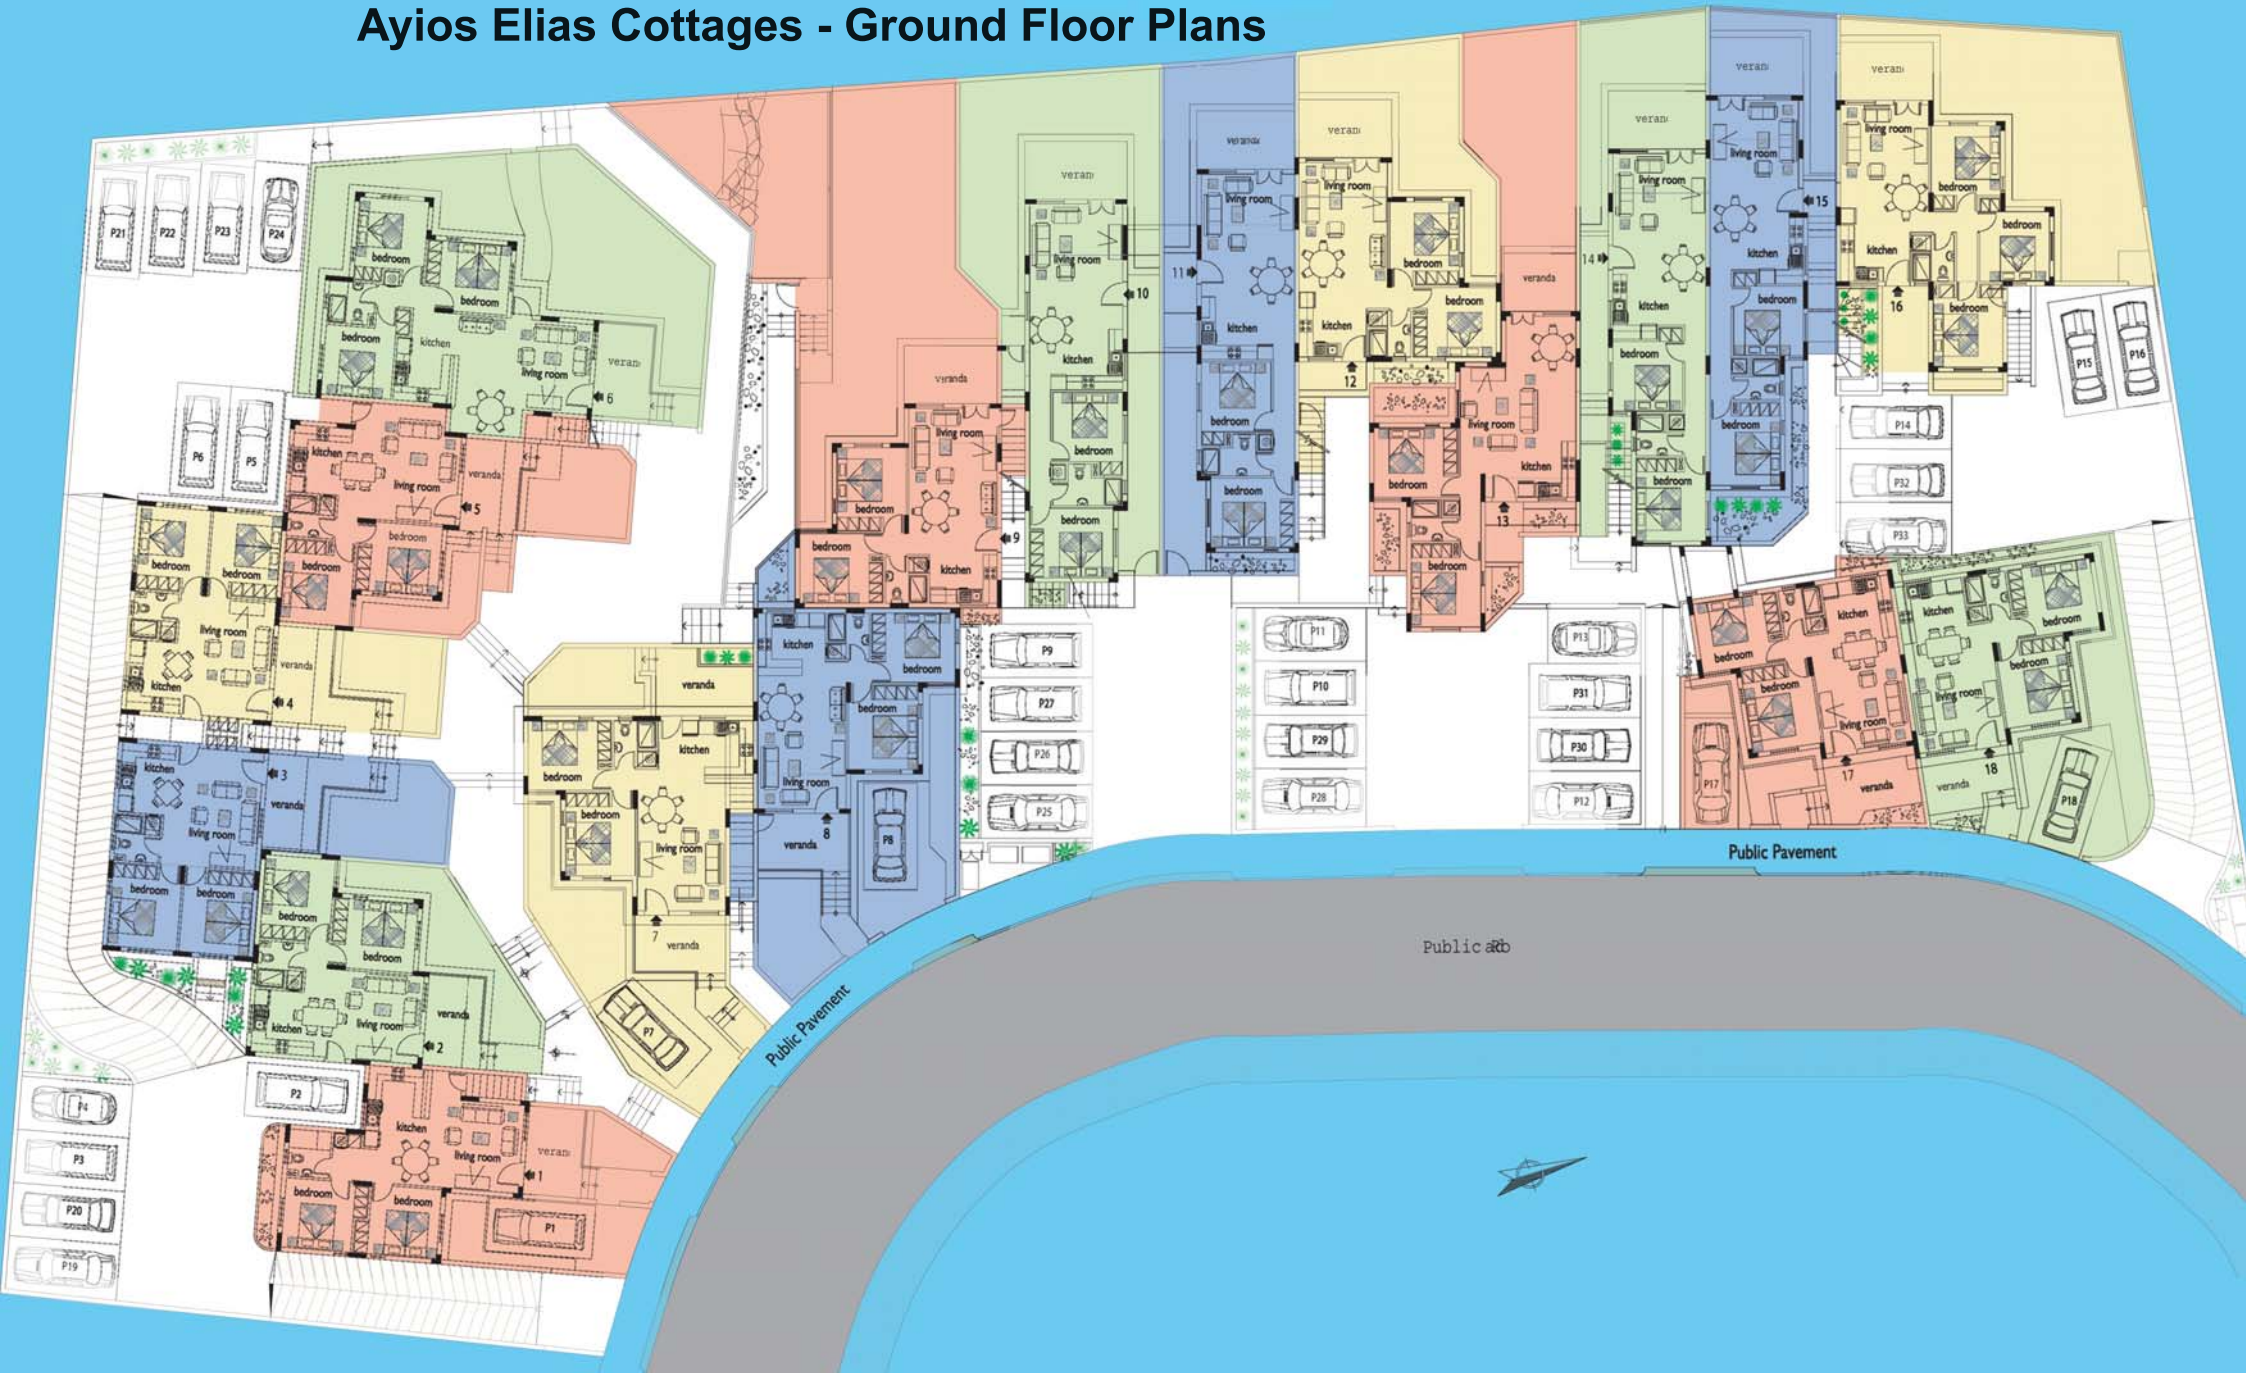 Ayios Elias Cottages - Ground Floor Plans
P21
P22
P23
P24
bedroom
bedroom
bedroom
kitchen
living room
veran
6
P6
P5
kitchen
living room
veranda
5
bedroom
bedroom
bedroom
bedroom
living room
kitchen
veranda
4
kitchen
3
living room
veranda
bedroom
bedroom
bedroom
bedroom
kitchen
living room
veranda
2
P4
P3
P20
P19
P2
kitchen
living room
veran
1
bedroom
bedroom
P1
veranda
bedroom
kitchen
bedroom
living room
7
veranda
P7
kitchen
bedroom
bedroom
living room
8
veranda
P8
veranda
living room
bedroom
9
bedroom
kitchen
P9
P27
P26
P25
veran
living room
10
kitchen
bedroom
bedroom
living room
11
kitchen
bedroom
bedroom
veran
living room
bedroom
kitchen
bedroom
12
veranda
living room
kitchen
bedroom
13
bedroom
P11
P10
P29
P28
P13
P31
P30
P12
veran
living room
14
kitchen
bedroom
bedroom
veran
living room
15
kitchen
bedroom
bedroom
veran
living room
bedroom
kitchen
bedroom
16
bedroom
P15
P16
P14
P32
P33
kitchen
bedroom
bedroom
living room
17
veranda
P17
kitchen
bedroom
bedroom
living room
18
veranda
P18
Public Pavement
Public Pavement
Public